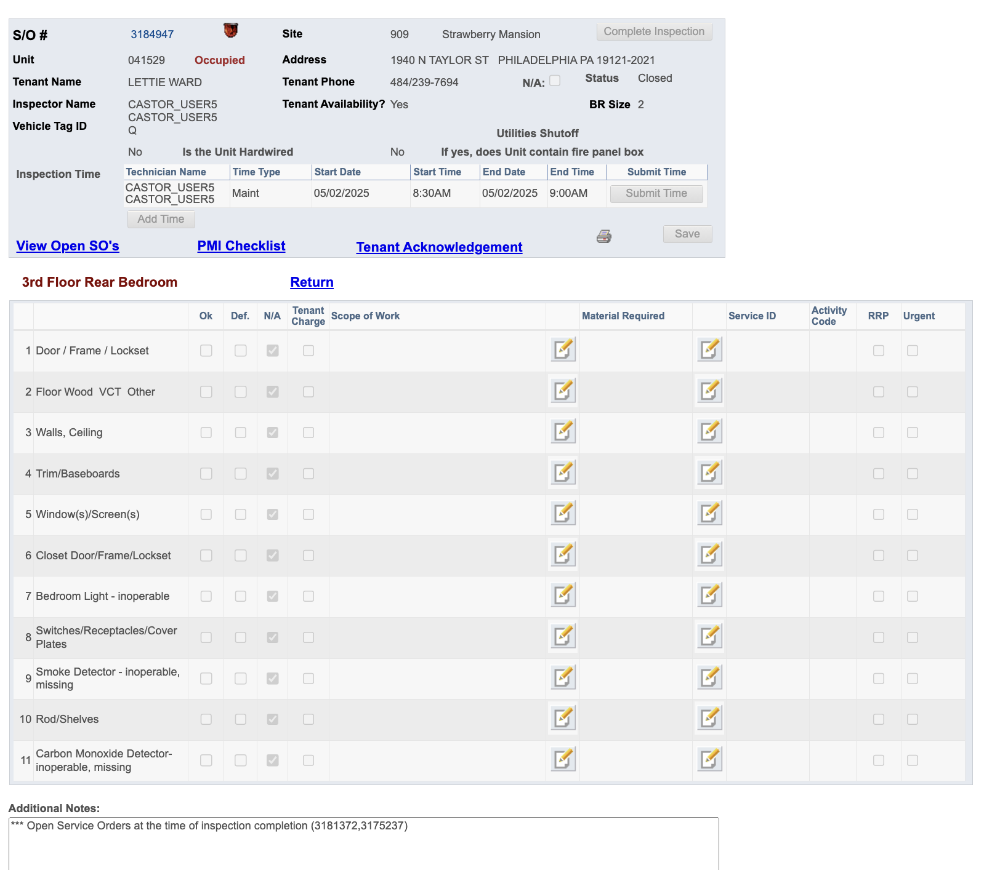 S/O # 3184947 Site 909 Strawberry Mansion Complete Inspection
Unit 041529 Occupied Address 1940 N TAYLOR ST PHILADELPHIA PA 19121-2021
Tenant Name LETTIE WARD Tenant Phone 484/239-7694 N/A: Status Closed
Inspector Name CASTOR_USER5 CASTOR_USER5 Tenant Availability? Yes BR Size 2
Vehicle Tag ID Q
Utilities Shutoff
No Is the Unit Hardwired No If yes, does Unit contain fire panel box
Inspection Time
Technician Name Time Type Start Date Start Time End Date End Time Submit Time
CASTOR_USER5 CASTOR_USER5 Maint 05/02/2025 8:30AM 05/02/2025 9:00AM Submit Time
Add Time
Save
View Open SO's PMI Checklist Tenant Acknowledgement
3rd Floor Rear Bedroom Return
Ok Def. N/A Tenant Charge Scope of Work Material Required Service ID Activity Code RRP Urgent
1 Door / Frame / Lockset
2 Floor Wood VCT Other
3 Walls, Ceiling
4 Trim/Baseboards
5 Window(s)/Screen(s)
6 Closet Door/Frame/Lockset
7 Bedroom Light - inoperable
8 Switches/Receptacles/Cover Plates
9 Smoke Detector - inoperable, missing
10 Rod/Shelves
11 Carbon Monoxide Detector- inoperable, missing
Additional Notes:
*** Open Service Orders at the time of inspection completion (3181372,3175237)